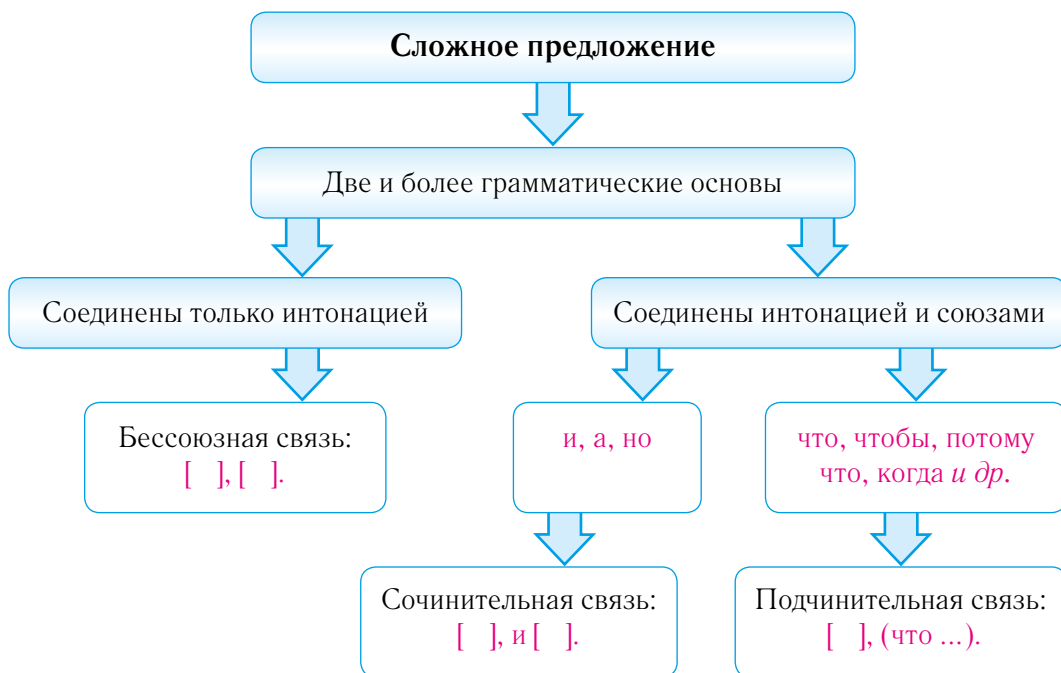 Сложное предложение
Две и более грамматические основы
Соединены только интонацией
Соединены интонацией и союзами
Бессоюзная связь:
[ ], [ ].
и, а, но
что, чтобы, потому
что, когда и др.
Сочинительная связь:
[ ], и [ ].
Подчинительная связь:
[ ], (что ...).